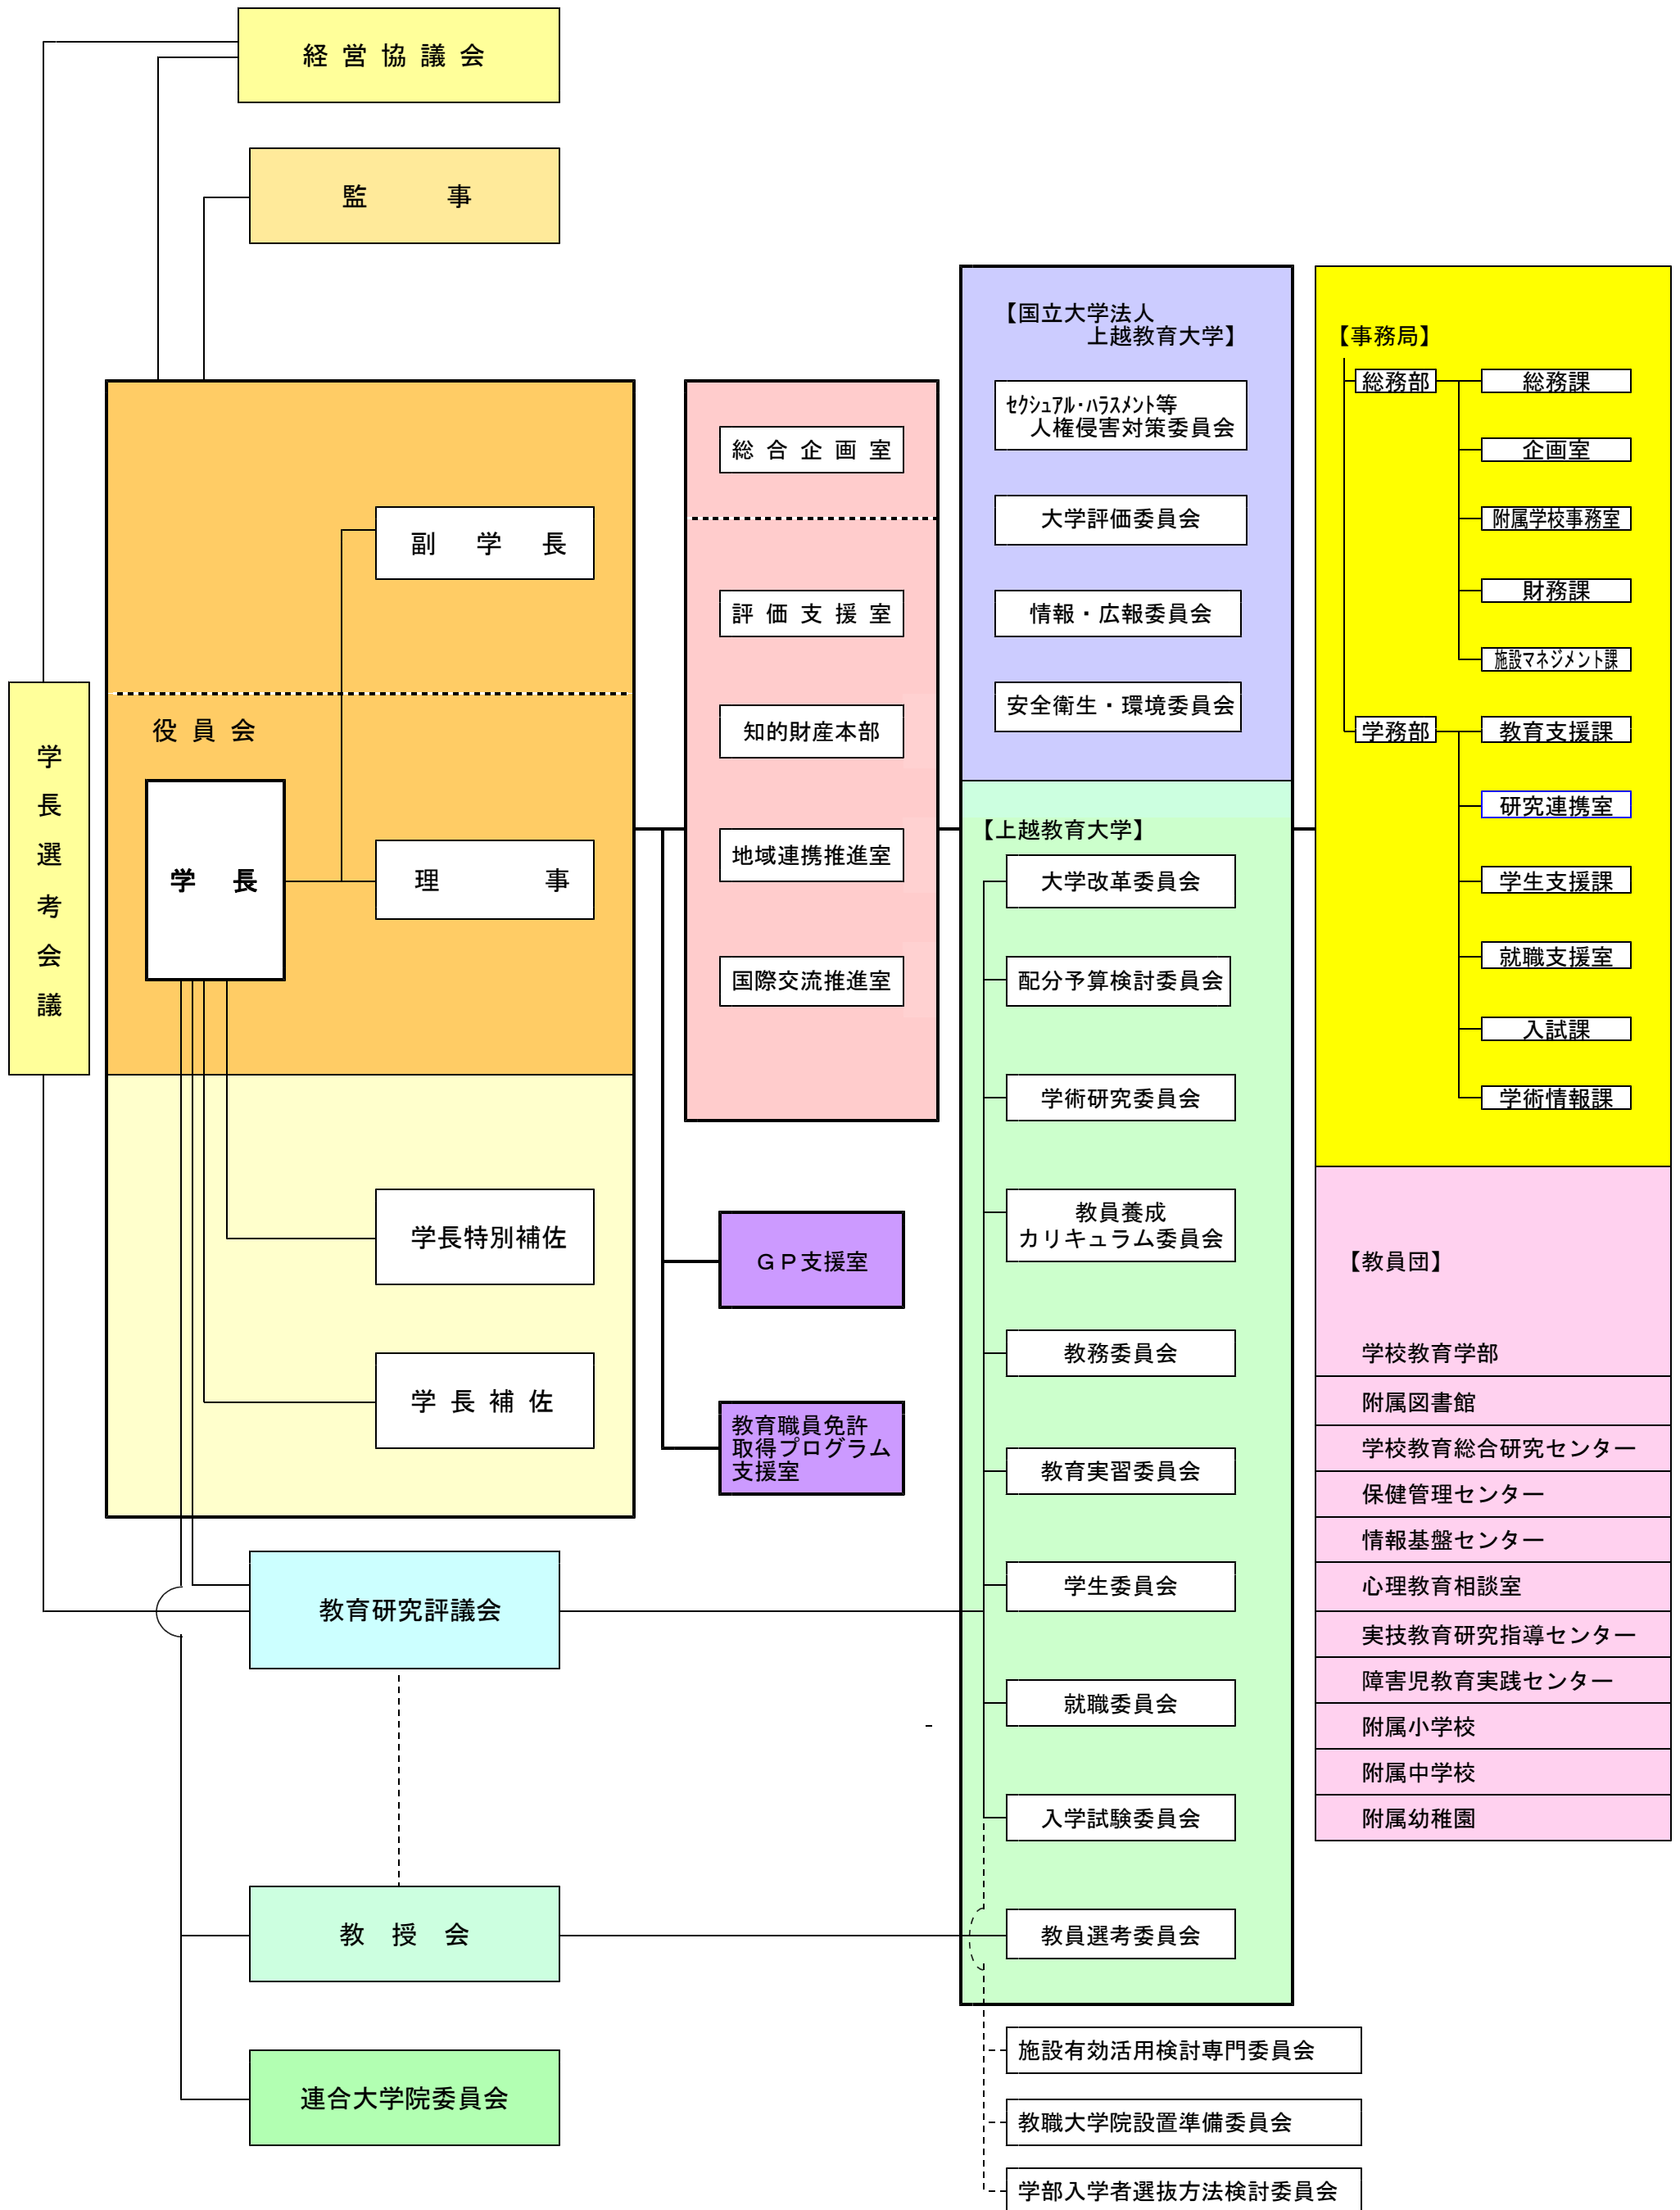 経営協議会
監事
学長選考会議
役員会
学長
副学長
理事
学長特別補佐
学長補佐
教育研究評議会
教授会
連合大学院委員会
総合企画室
評価支援室
知的財産本部
地域連携推進室
国際交流推進室
ＧＰ支援室
教育職員免許
取得プログラム
支援室
【国立大学法人
上越教育大学】
ｾｸｼｭｱﾙ･ﾊﾗｽﾒﾝﾄ等
人権侵害対策委員会
大学評価委員会
情報・広報委員会
安全衛生・環境委員会
【上越教育大学】
大学改革委員会
配分予算検討委員会
学術研究委員会
教員養成
カリキュラム委員会
教務委員会
教育実習委員会
学生委員会
就職委員会
入学試験委員会
教員選考委員会
施設有効活用検討専門委員会
教職大学院設置準備委員会
学部入学者選抜方法検討委員会
【事務局】
総務部
総務課
企画室
附属学校事務室
財務課
施設マネジメント課
学務部
教育支援課
研究連携室
学生支援課
就職支援室
入試課
学術情報課
【教員団】
学校教育学部
附属図書館
学校教育総合研究センター
保健管理センター
情報基盤センター
心理教育相談室
実技教育研究指導センター
障害児教育実践センター
附属小学校
附属中学校
附属幼稚園